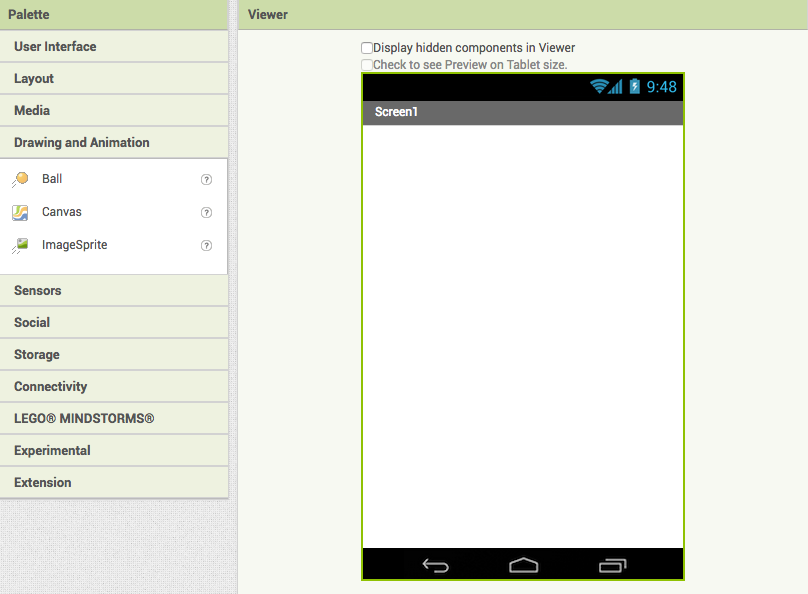 Palette
User Interface
Layout
Media
Drawing and Animation
Ball ?
Canvas ?
ImageSprite ?
Sensors
Social
Storage
Connectivity
LEGO® MINDSTORMS®
Experimental
Extension
Viewer
Display hidden components in Viewer
Check to see Preview on Tablet size.
9:48
Screen1